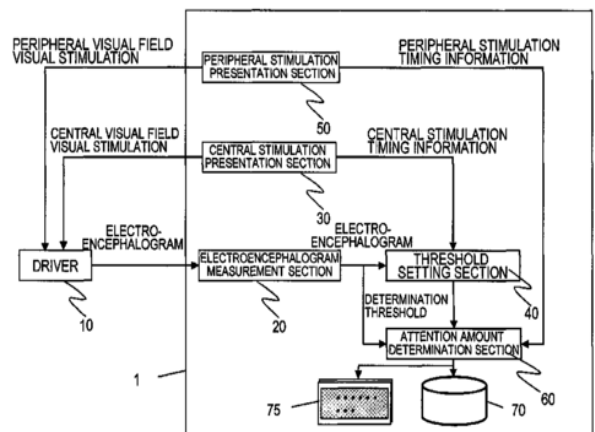 PERIPHERAL VISUAL FIELD
VISUAL STIMULATION
PERIPHERAL STIMULATION
PRESENTATION SECTION
50
PERIPHERAL STIMULATION
TIMING INFORMATION
CENTRAL VISUAL FIELD
VISUAL STIMULATION
CENTRAL STIMULATION
PRESENTATION SECTION
30
CENTRAL STIMULATION
TIMING INFORMATION
ELECTRO-
ENCEPHALOGRAM
DRIVER
10
ELECTROENCEPHALOGRAM
MEASUREMENT SECTION
20
ELECTRO-
ENCEPHALOGRAM
THRESHOLD
SETTING SECTION
40
DETERMINATION
THRESHOLD
ATTENTION AMOUNT
DETERMINATION SECTION
60
1
75
70